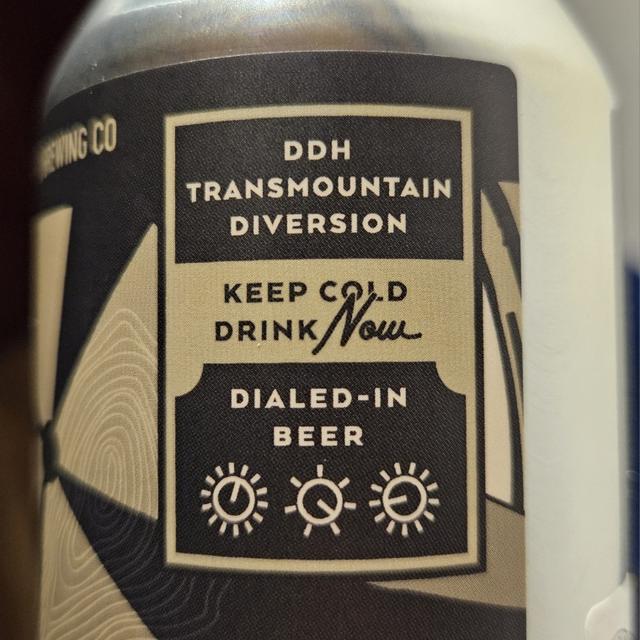 BREWING CO
DDH
TRANSMOUNTAIN
DIVERSION
KEEP COLD
DRINK Now
DIALED-IN
BEER